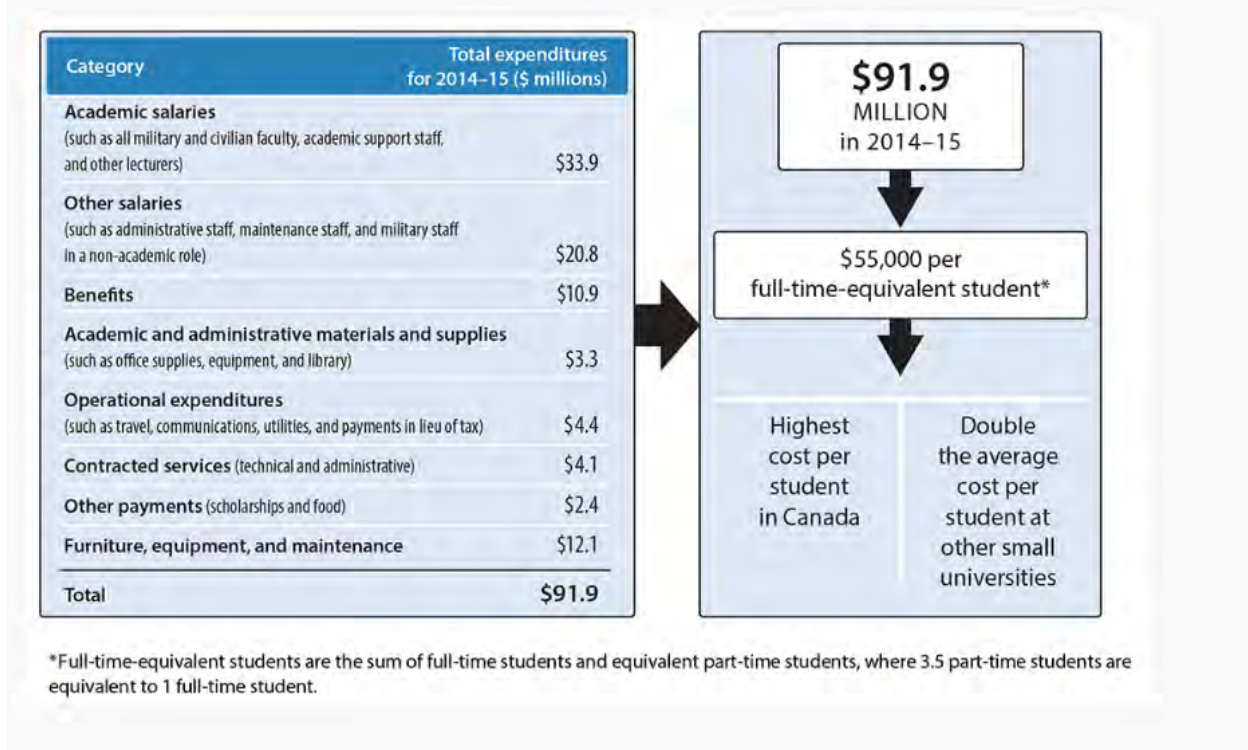 Category
Total expenditures
for 2014–15 ($ millions)
Academic salaries
(such as all military and civilian faculty, academic support staff,
and other lecturers) $33.9
Other salaries
(such as administrative staff, maintenance staff, and military staff
in a non-academic role) $20.8
Benefits $10.9
Academic and administrative materials and supplies
(such as office supplies, equipment, and library) $3.3
Operational expenditures
(such as travel, communications, utilities, and payments in lieu of tax) $4.4
Contracted services (technical and administrative) $4.1
Other payments (scholarships and food) $2.4
Furniture, equipment, and maintenance $12.1
Total $91.9
$91.9
MILLION
in 2014–15
$55,000 per
full-time-equivalent student*
Highest
cost per
student
in Canada
Double
the average
cost per
student at
other small
universities
*Full-time-equivalent students are the sum of full-time students and equivalent part-time students, where 3.5 part-time students are
equivalent to 1 full-time student.